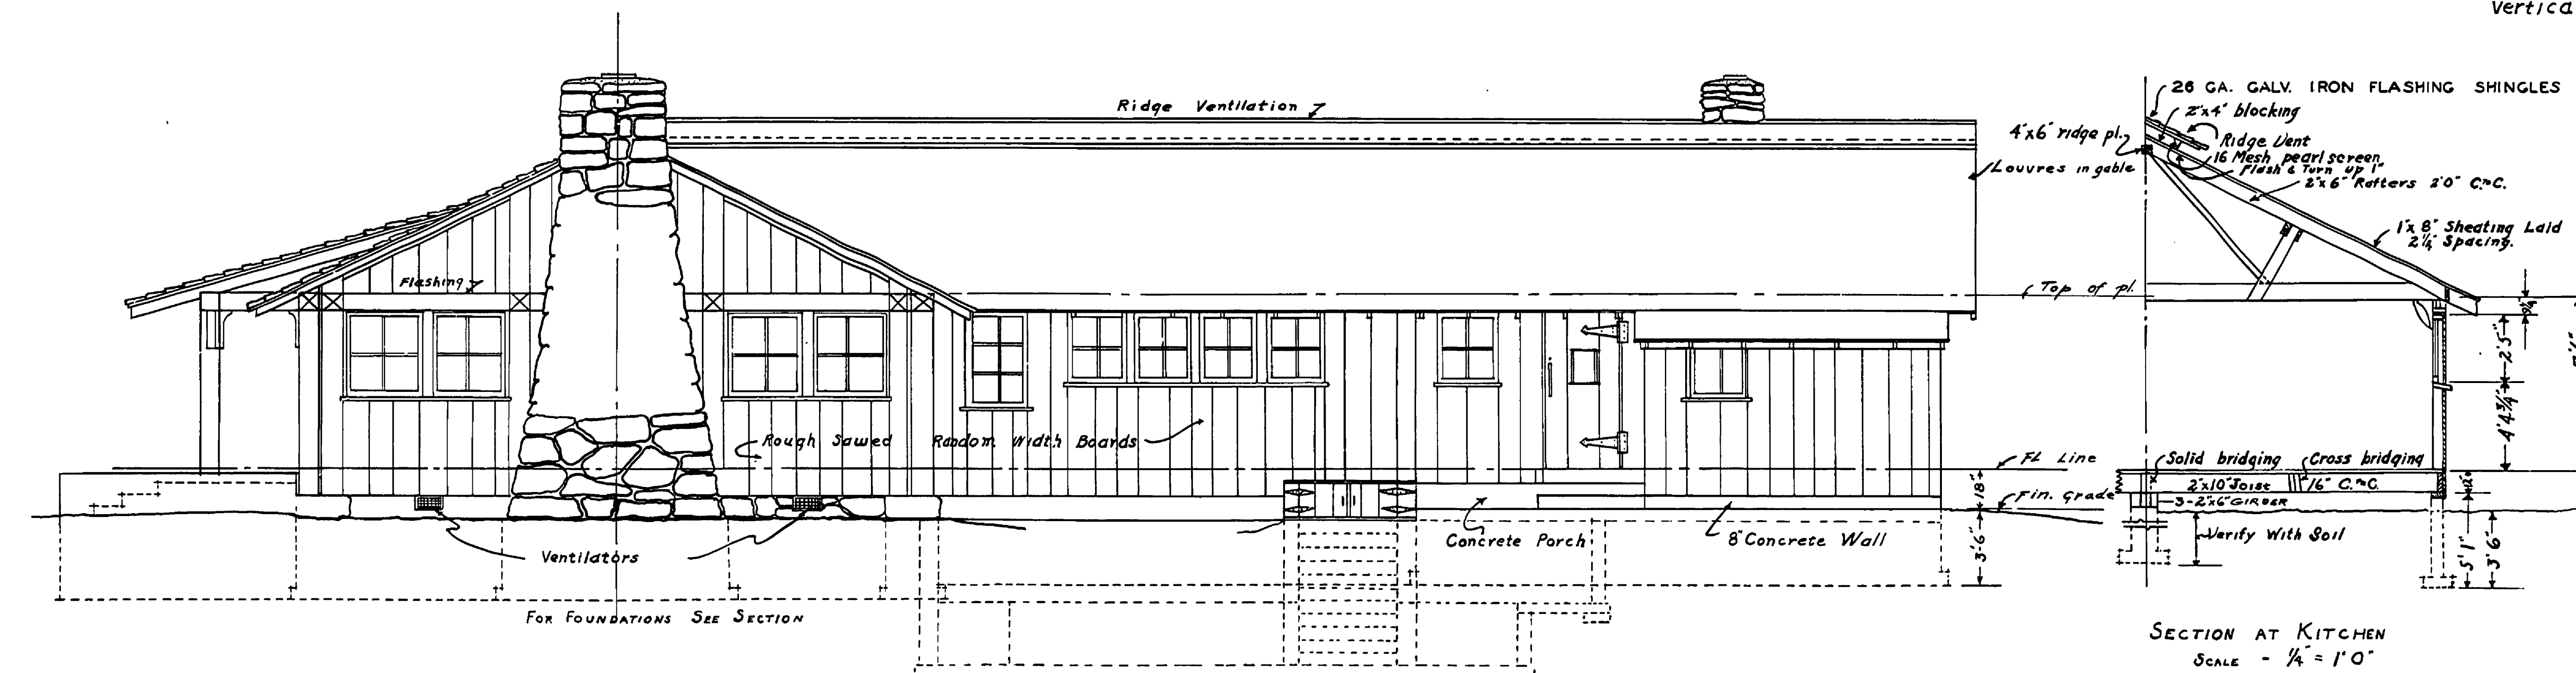 Vertica
Ridge Ventilation
26 GA. GALV. IRON FLASHING SHINGLES
2"x4" blocking
4"x6" ridge pl.
Ridge Vent
16 Mesh pearl screen
Flash & Turn up 1"
2"x6" Rafters 2'0" C.toC.
Louvres in gable
1"x8" Sheating Laid
2¼" Spacing.
Flashing
Top of pl.
2'5"
4'4¾"
Rough Sawed Random Width Boards
FL Line
Solid bridging
Cross bridging
2"x10" Joist
16" C.toC.
12"
18"
Fin. Grade
3-2"x6" GIRDER
Ventilators
Concrete Porch
8" Concrete Wall
3'6"
Verify With Soil
5'1"
3'6"
FOR FOUNDATIONS SEE SECTION
SECTION AT KITCHEN
SCALE - ¼" = 1'0"